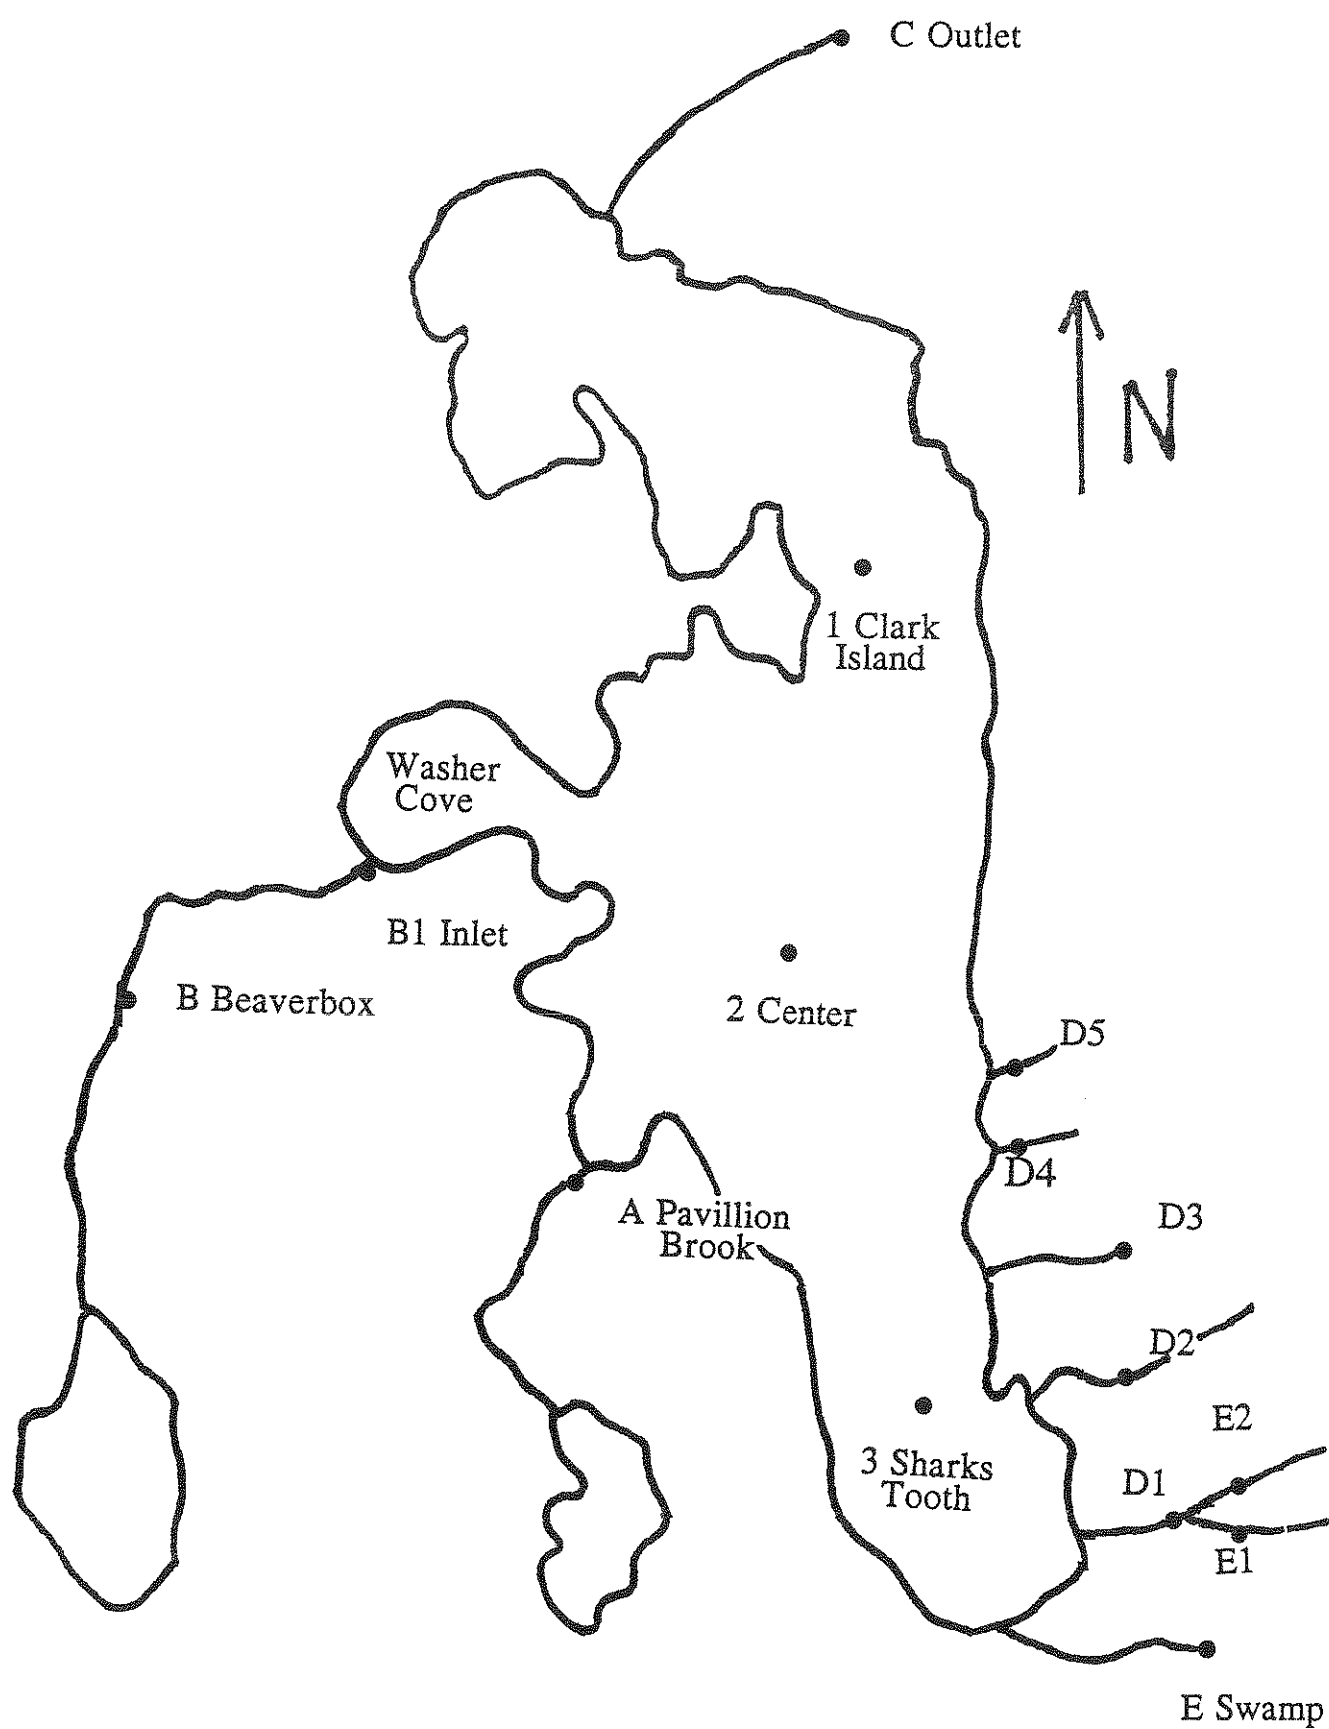 C Outlet
N
1 Clark
Island
Washer
Cove
B1 Inlet
B Beaverbox
2 Center
D5
D4
A Pavillion
Brook
D3
D2
E2
3 Sharks
Tooth
D1
E1
E Swamp